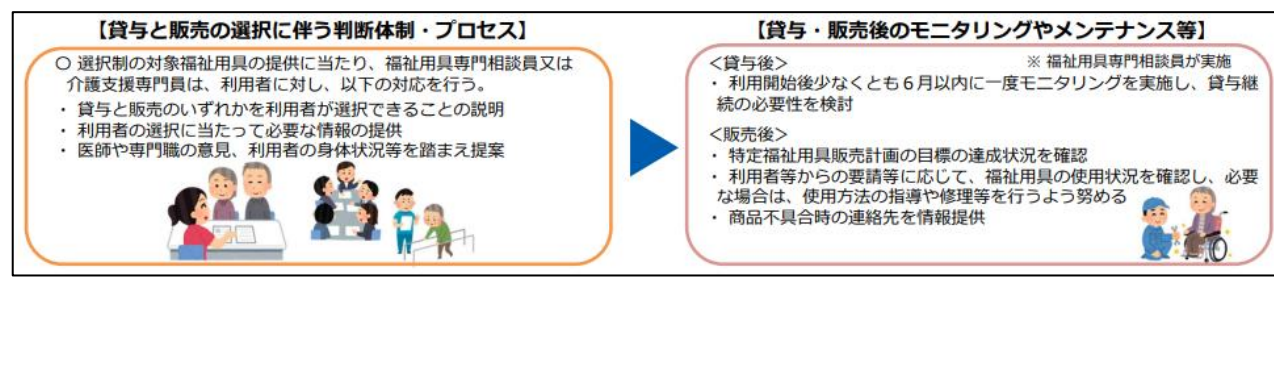 【貸与と販売の選択に伴う判断体制・プロセス】
○ 選択制の対象福祉用具の提供に当たり、福祉用具専門相談員又は
介護支援専門員は、利用者に対し、以下の対応を行う。
・ 貸与と販売のいずれかを利用者が選択できることの説明
・ 利用者の選択に当たって必要な情報の提供
・ 医師や専門職の意見、利用者の身体状況等を踏まえ提案
【貸与・販売後のモニタリングやメンテナンス等】
<貸与後>
※ 福祉用具専門相談員が実施
・ 利用開始後少なくとも6月以内に一度モニタリングを実施し、貸与継
続の必要性を検討
<販売後>
・ 特定福祉用具販売計画の目標の達成状況を確認
・ 利用者等からの要請等に応じて、福祉用具の使用状況を確認し、必要
な場合は、使用方法の指導や修理等を行うよう努める
・ 商品不具合時の連絡先を情報提供